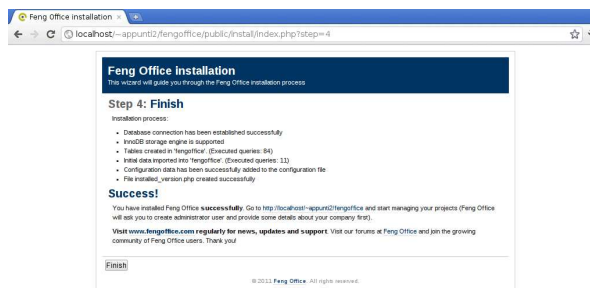 Feng Office installation
localhost/~appunti2/fengoffice/public/install/index.php?step=4
Feng Office installation
This wizard will guide you through the Feng Office installation process
Step 4: Finish
Installation process:
Database connection has been established successfully
InnoDB storage engine is supported
Tables created in 'fengoffice'. (Executed queries: 84)
Initial data imported into 'fengoffice'. (Executed queries: 11)
Configuration data has been successfully added to the configuration file
File installed_version.php created successfully
Success!
You have installed Feng Office successfully. Go to http://localhost/~appunti2/fengoffice and start managing your projects (Feng Office
will ask you to create administrator user and provide some details about your company first).
Visit www.fengoffice.com regularly for news, updates and support. Visit our forums at Feng Office and join the growing
community of Feng Office users. Thank you!
Finish
© 2011 Feng Office. All rights reserved.